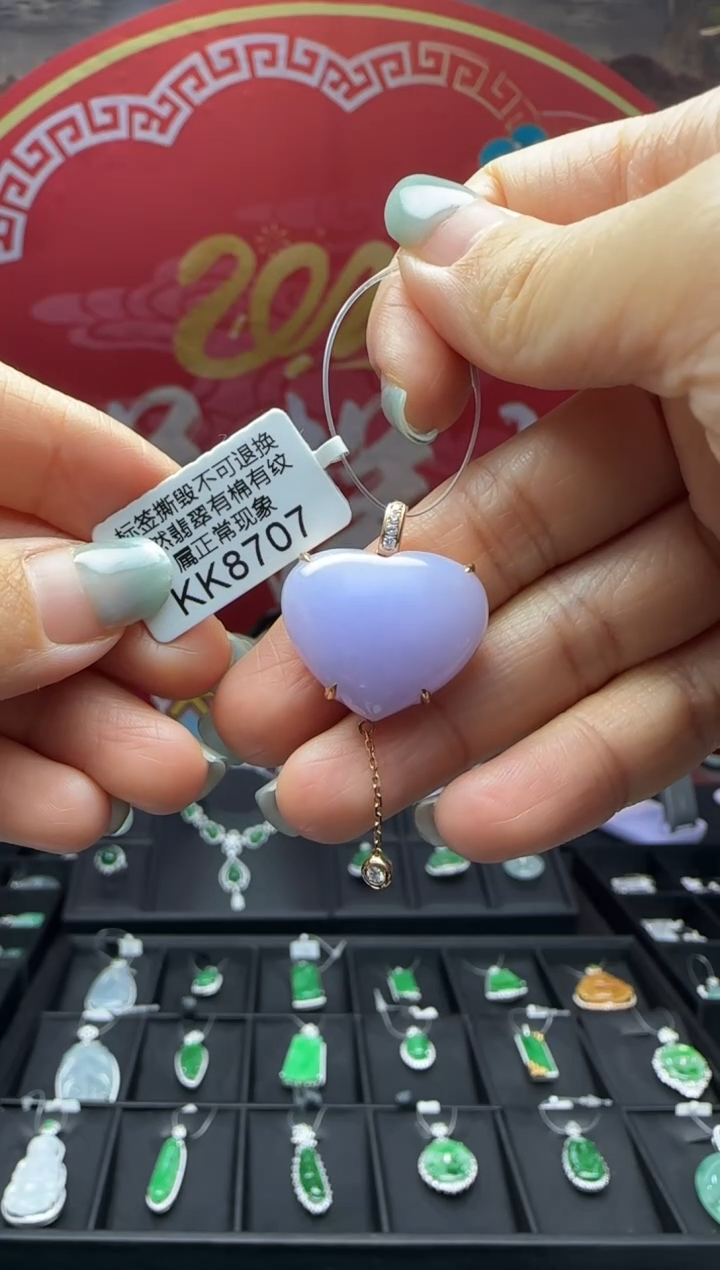 标签撕毁不可退换
然翡翠有棉有纹
属正常现象
KK8707